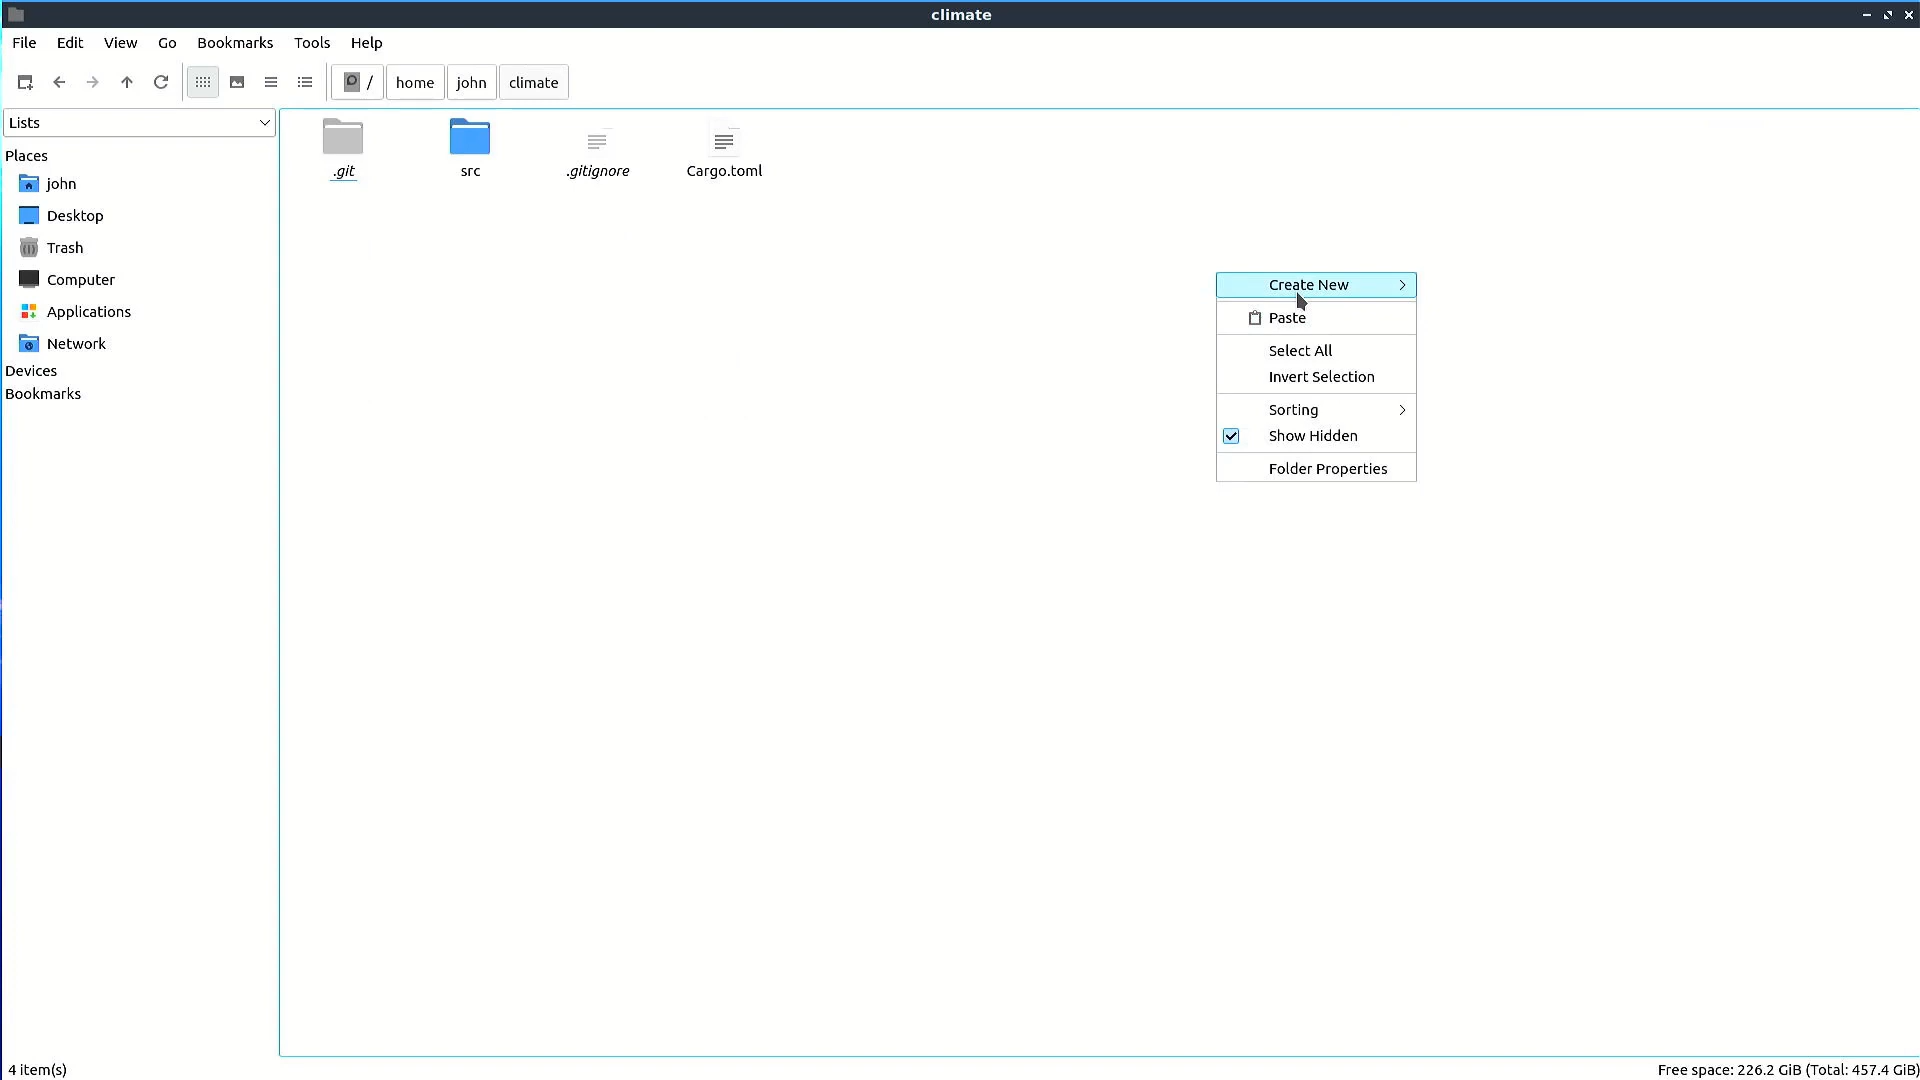 climate
File Edit View Go Bookmarks Tools Help
/ home john climate
Lists
Places
john
Desktop
Trash
Computer
Applications
Network
Devices
Bookmarks
.git src .gitignore Cargo.toml
Create New
Paste
Select All
Invert Selection
Sorting
Show Hidden
Folder Properties
4 item(s)
Free space: 226.2 GiB (Total: 457.4 GiB)